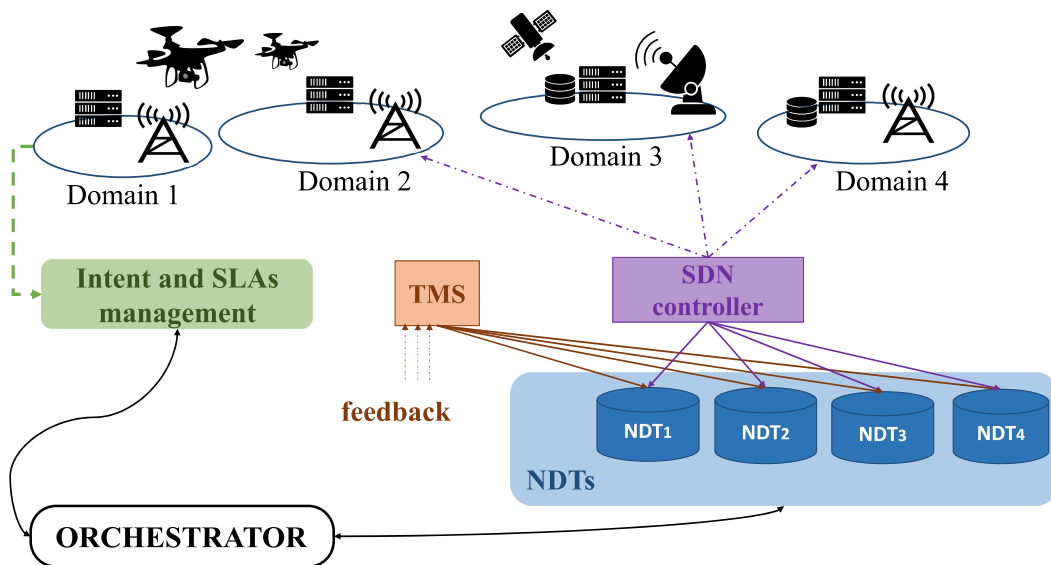 Domain 1
Domain 2
Domain 3
Domain 4
Intent and SLAs
management
TMS
SDN
controller
feedback
NDT1
NDT2
NDT3
NDT4
NDTs
ORCHESTRATOR